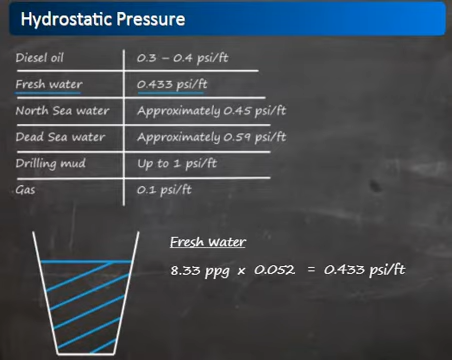 Hydrostatic Pressure
Diesel oil 0.3 – 0.4 psi/ft
Fresh water 0.433 psi/ft
North Sea water Approximately 0.45 psi/ft
Dead Sea water Approximately 0.59 psi/ft
Drilling mud Up to 1 psi/ft
Gas 0.1 psi/ft
Fresh water
8.33 ppg x 0.052 = 0.433 psi/ft